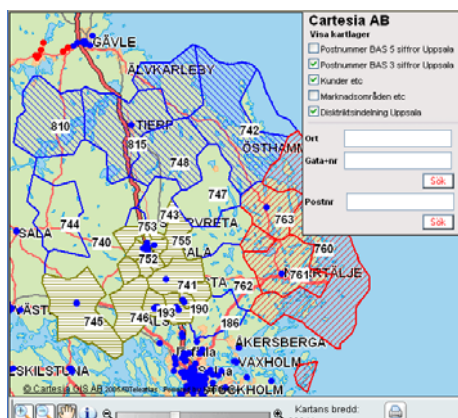 Cartesia AB
Visa kartlager
Postnummer BAS 5 siffror Uppsala
Postnummer BAS 3 siffror Uppsala
Kunder etc
Marknadsområden etc
Disktriktsindelning Uppsala
Ort
Gata+nr
Sök
Postnr
Sök
GÄVLE
ÄLVKARLEBY
810
TIERP
815
742
ÖSTHAMM
748
747
744
743
753
763
SALA
740
755
752
760
741
761
762
745
746
193
190
186
ÅKERSBERGA
VAXHOLM
SKILSTUNA
STOCKHOLM
© Cartesia GIS AB
Kartans bredd: